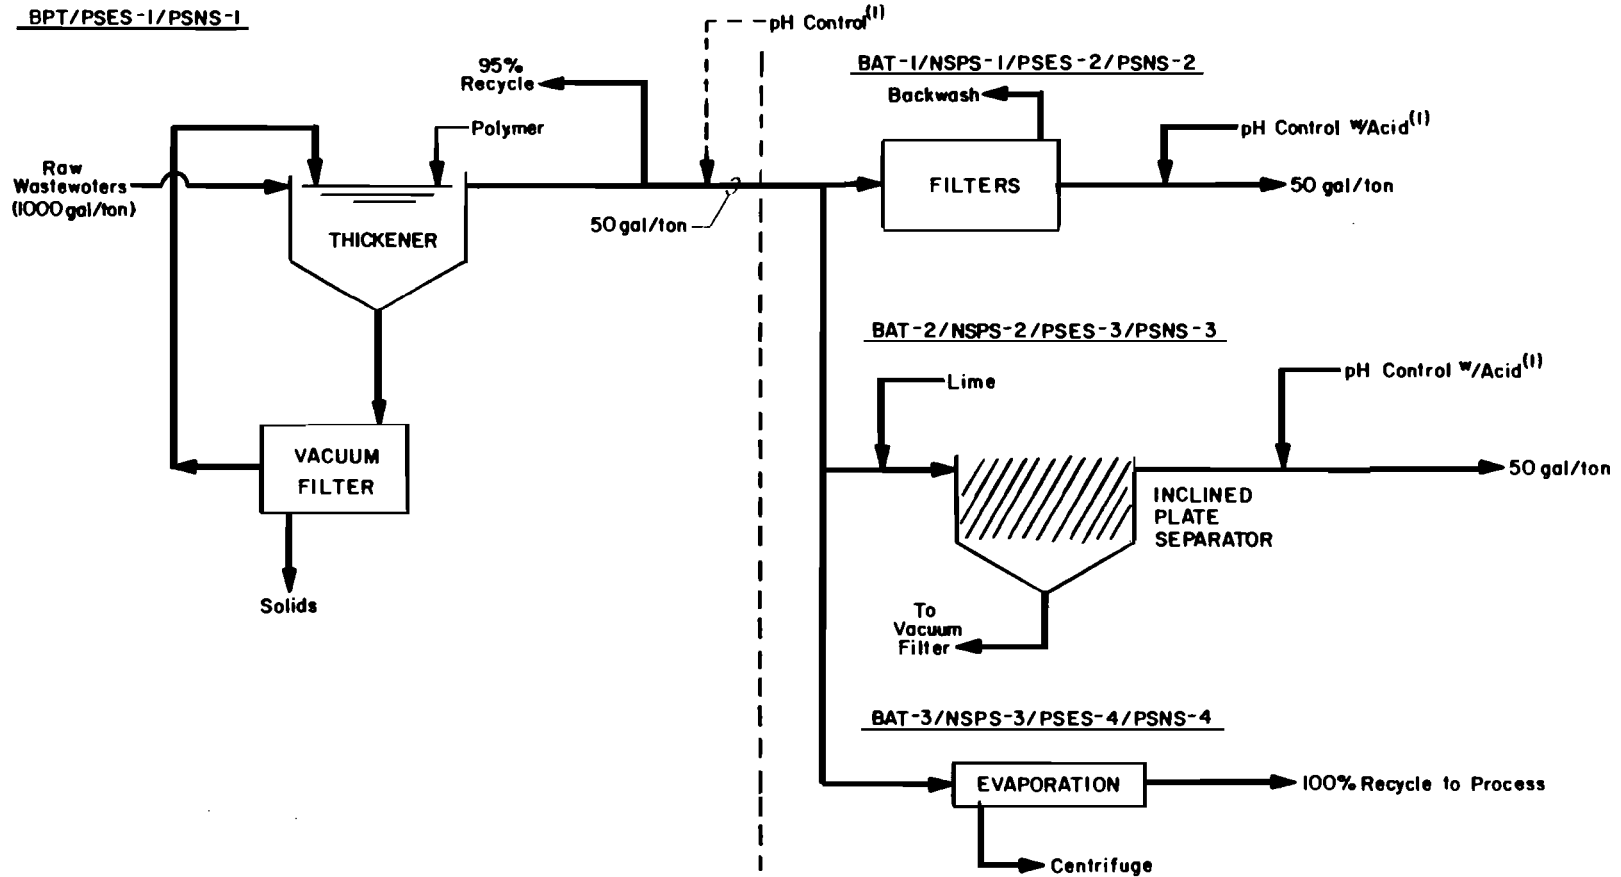 BPT/PSES-1/PSNS-1
pH Control(1)
95%
Recycle
Polymer
Raw
Wastewoters
(1000 gal/ton)
THICKENER
50 gal/ton
VACUUM
FILTER
Solids
BAT-1/NSPS-1/PSES-2/PSNS-2
Backwash
pH Control w/Acid(1)
FILTERS
50 gal/ton
BAT-2/NSPS-2/PSES-3/PSNS-3
Lime
pH Control w/Acid(1)
50 gal/ton
INCLINED
PLATE
SEPARATOR
To
Vacuum
Filter
BAT-3/NSPS-3/PSES-4/PSNS-4
EVAPORATION
100% Recycle to Process
Centrifuge